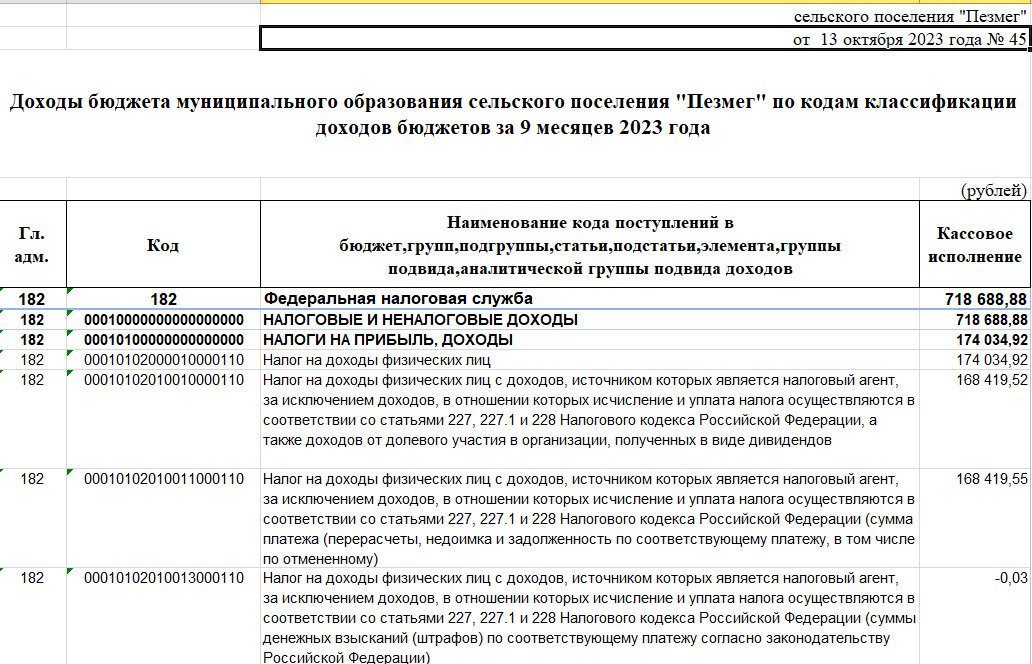 сельского поселения "Пезмег"
от 13 октября 2023 года № 45
Доходы бюджета муниципального образования сельского поселения "Пезмег" по кодам классификации
доходов бюджетов за 9 месяцев 2023 года
(рублей)
Гл.
адм.
Код
Наименование кода поступлений в
бюджет,групп,подгруппы,статьи,подстатьи,элемента,группы
подвида,аналитической группы подвида доходов
Кассовое
исполнение
182 182 Федеральная налоговая служба 718 688,88
182 00010000000000000000 НАЛОГОВЫЕ И НЕНАЛОГОВЫЕ ДОХОДЫ 718 688,88
182 00010100000000000000 НАЛОГИ НА ПРИБЫЛЬ, ДОХОДЫ 174 034,92
182 00010102000010000110 Налог на доходы физических лиц 174 034,92
182 00010102010010000110 Налог на доходы физических лиц с доходов, источником которых является налоговый агент, 168 419,52
за исключением доходов, в отношении которых исчисление и уплата налога осуществляются в
соответствии со статьями 227, 227.1 и 228 Налогового кодекса Российской Федерации, а
также доходов от долевого участия в организации, полученных в виде дивидендов
182 00010102010011000110 Налог на доходы физических лиц с доходов, источником которых является налоговый агент, 168 419,55
за исключением доходов, в отношении которых исчисление и уплата налога осуществляются в
соответствии со статьями 227, 227.1 и 228 Налогового кодекса Российской Федерации (сумма
платежа (перерасчеты, недоимка и задолженность по соответствующему платежу, в том числе
по отмененному)
182 00010102010013000110 Налог на доходы физических лиц с доходов, источником которых является налоговый агент, -0,03
за исключением доходов, в отношении которых исчисление и уплата налога осуществляются в
соответствии со статьями 227, 227.1 и 228 Налогового кодекса Российской Федерации (суммы
денежных взысканий (штрафов) по соответствующему платежу согласно законодательству
Российской Федерации)